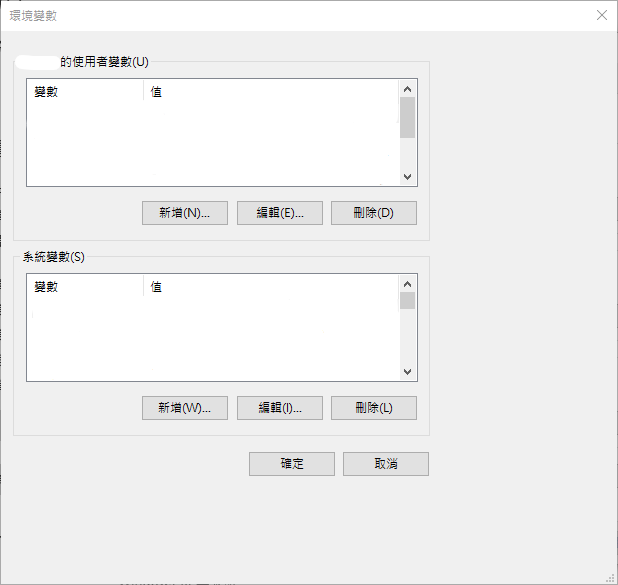 環境變數
的使用者變數(U)
變數 值
新增(N)... 編輯(E)... 刪除(D)
系統變數(S)
變數 值
新增(W)... 編輯(I)... 刪除(L)
確定 取消